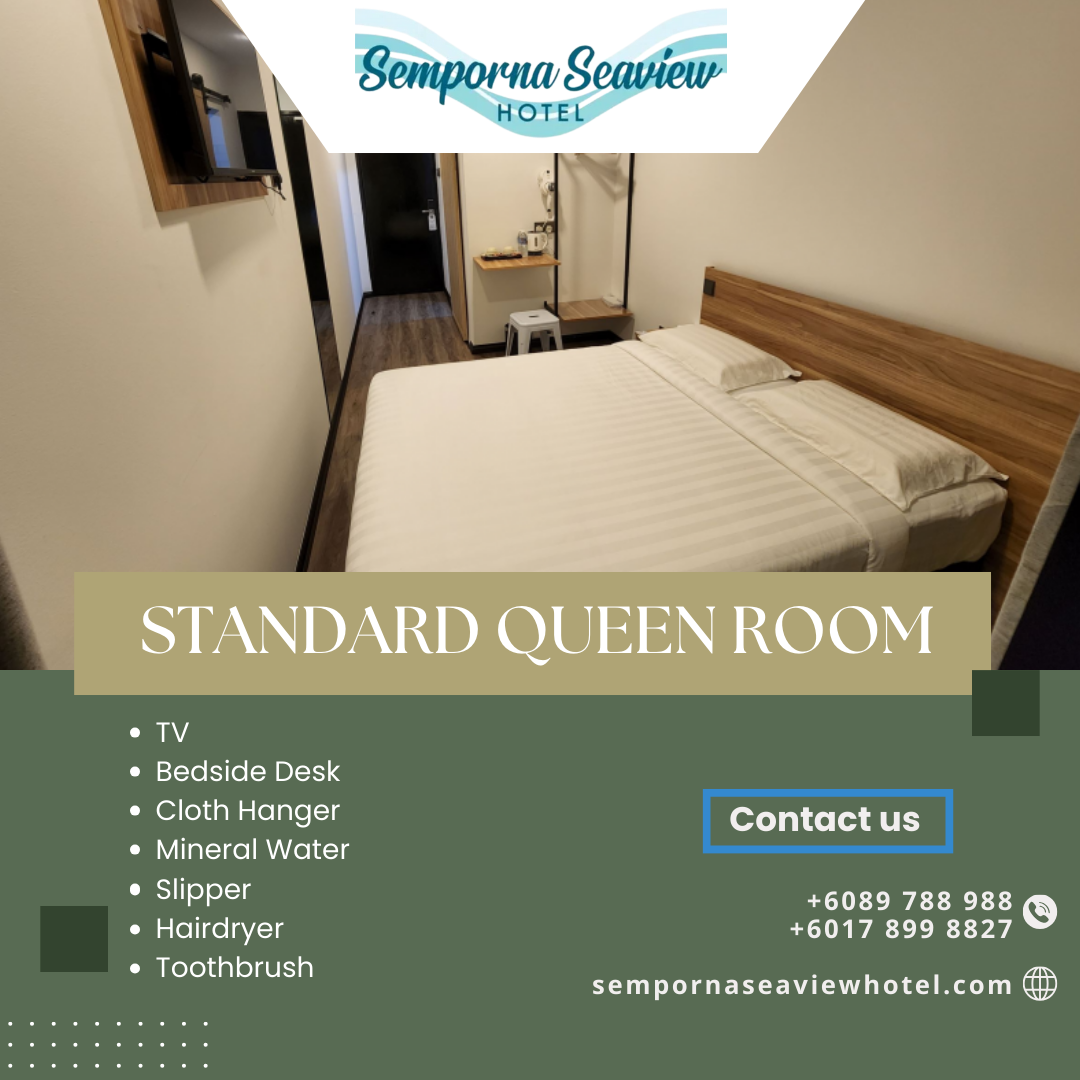 Semporna Seaview
HOTEL
STANDARD QUEEN ROOM
TV
Bedside Desk
Cloth Hanger
Mineral Water
Slipper
Hairdryer
Toothbrush
Contact us
+6089 788 988
+6017 899 8827
sempornaseaviewhotel.com